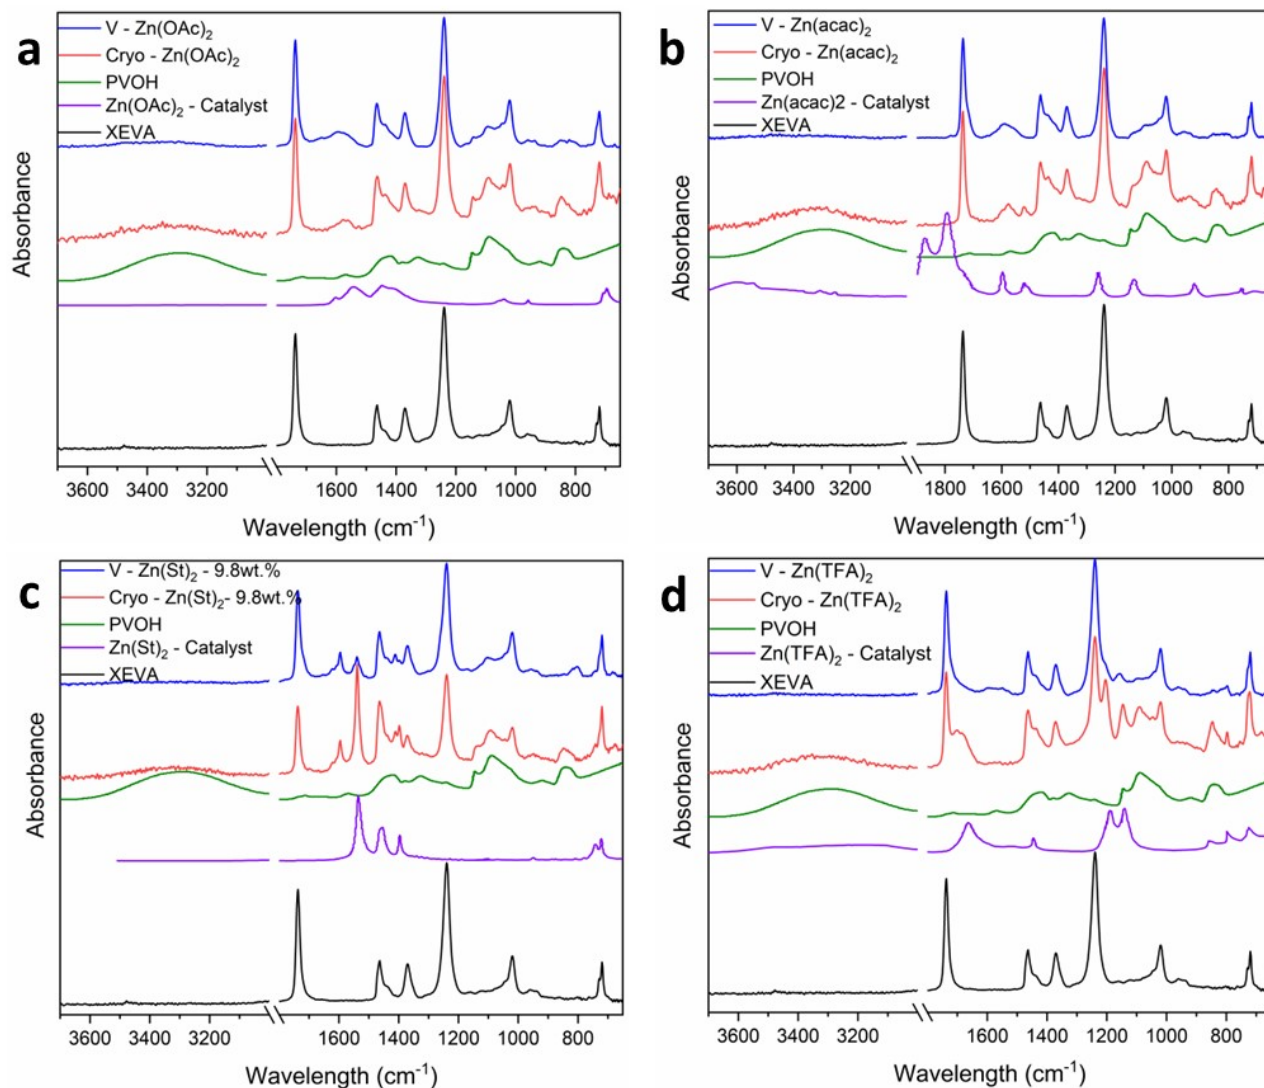 a
V - Zn(OAc)₂
Cryo - Zn(OAc)₂
PVOH
Zn(OAc)₂ - Catalyst
XEVA
Absorbance
3600 3200 1600 1400 1200 1000 800
Wavelength (cm⁻¹)
b
V - Zn(acac)₂
Cryo - Zn(acac)₂
PVOH
Zn(acac)2 - Catalyst
XEVA
Absorbance
3600 3200 1800 1600 1400 1200 1000 800
Wavelength (cm⁻¹)
c
V - Zn(St)₂ - 9.8wt.%
Cryo - Zn(St)₂- 9.8wt.%
PVOH
Zn(St)₂ - Catalyst
XEVA
Absorbance
3600 3200 1600 1400 1200 1000 800
Wavelength (cm⁻¹)
d
V - Zn(TFA)₂
Cryo - Zn(TFA)₂
PVOH
Zn(TFA)₂ - Catalyst
XEVA
Absorbance
3600 3200 1600 1400 1200 1000 800
Wavelength (cm⁻¹)